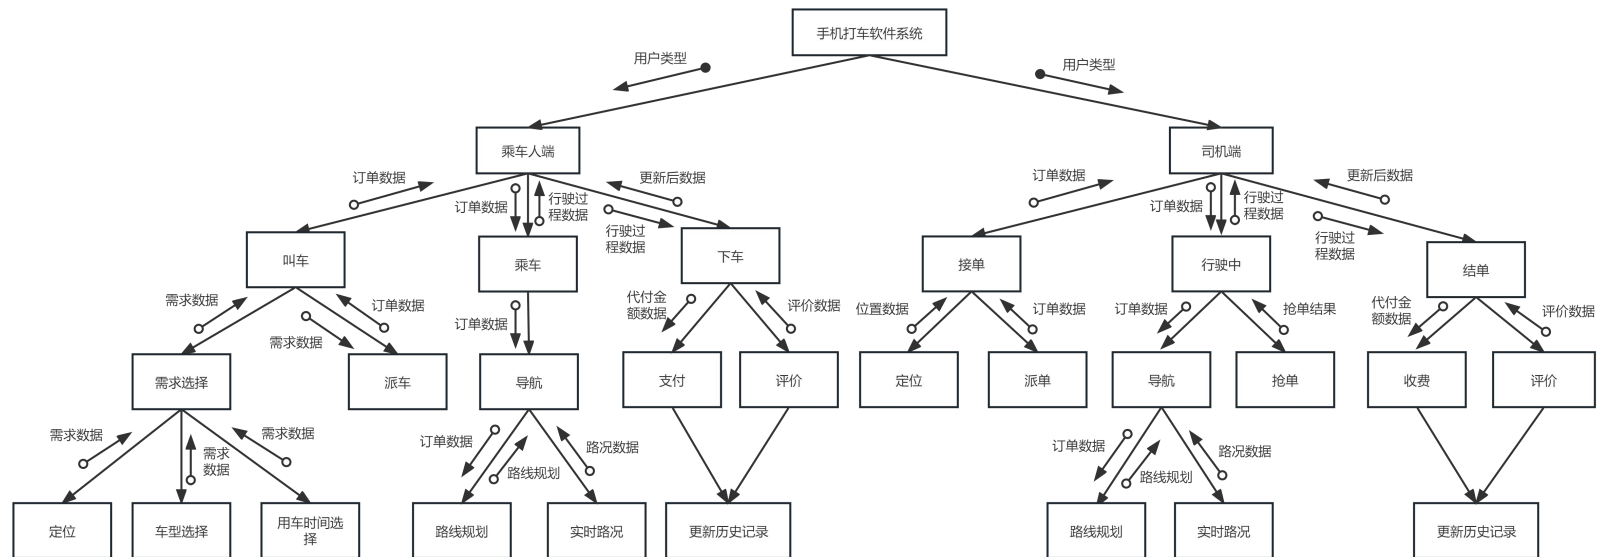 手机打车软件系统
用户类型
用户类型
乘车人端
司机端
订单数据
订单数据
行驶过
程数据
更新后数据
行驶过
程数据
订单数据
订单数据
行驶过
程数据
更新后数据
行驶过
程数据
叫车
乘车
下车
接单
行驶中
结单
需求数据
需求数据
订单数据
订单数据
代付金
额数据
评价数据
位置数据
订单数据
订单数据
抢单结果
代付金
额数据
评价数据
需求选择
派车
导航
支付
评价
定位
派单
导航
抢单
收费
评价
需求数据
需求
数据
需求数据
订单数据
路线规划
路况数据
订单数据
路线规划
路况数据
定位
车型选择
用车时间选
择
路线规划
实时路况
更新历史记录
路线规划
实时路况
更新历史记录